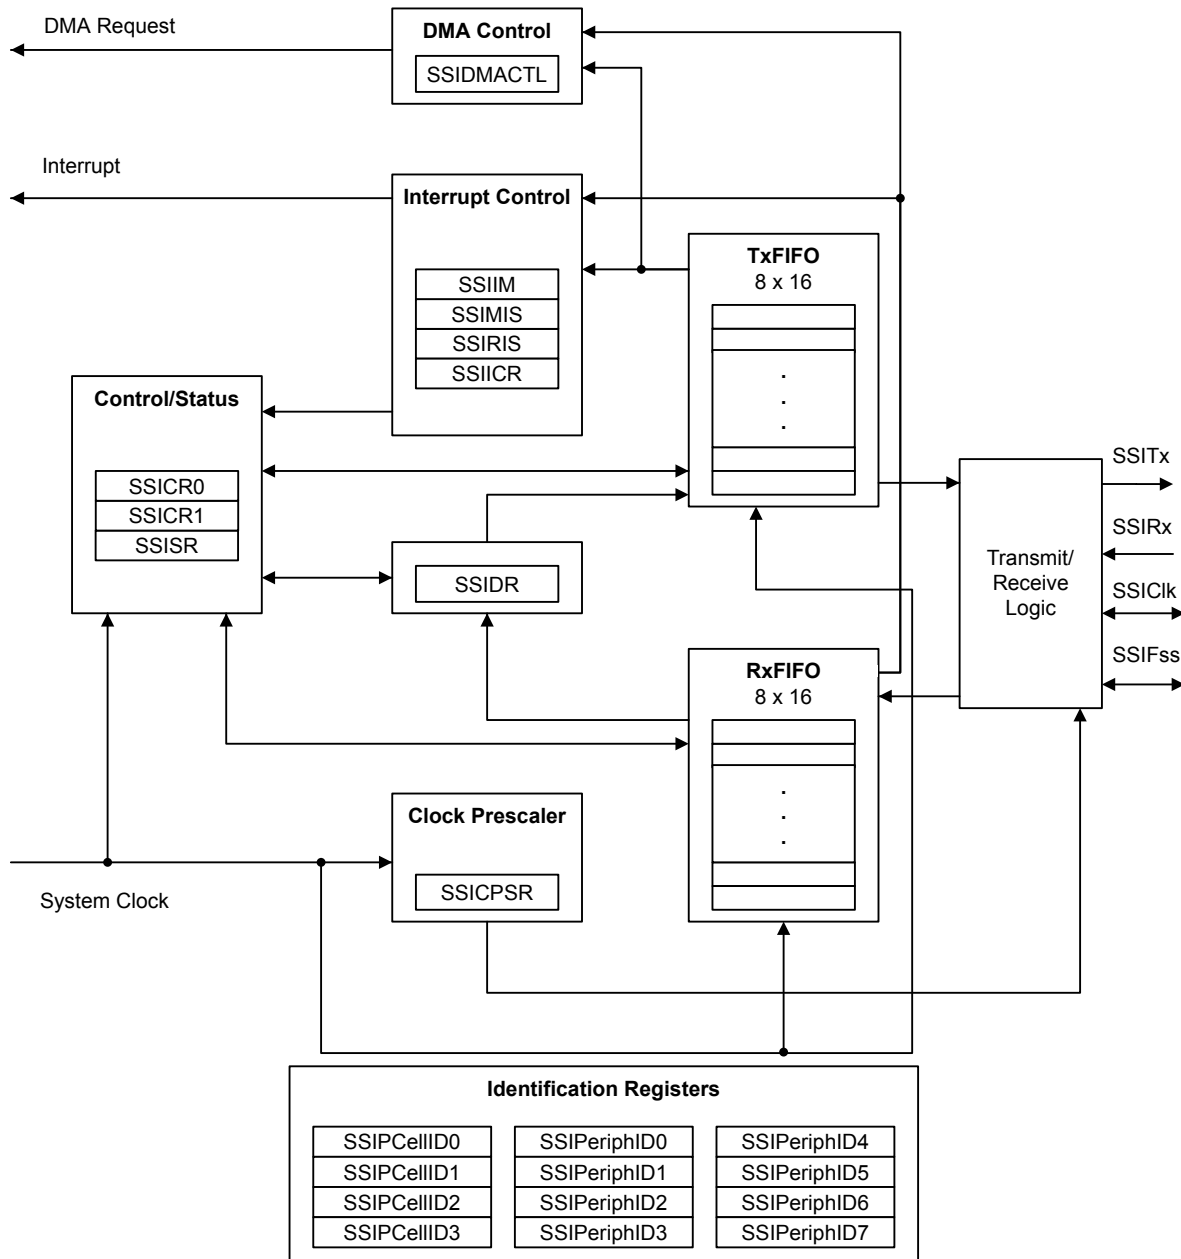 DMA Request
DMA Control
SSIDMACTL
Interrupt
Interrupt Control
SSIIM
SSIMIS
SSIRIS
SSIICR
TxFIFO
8 x 16
.
.
.
Control/Status
SSICR0
SSICR1
SSISR
SSIDR
Transmit/
Receive
Logic
SSITx
SSIRx
SSIClk
SSIFss
RxFIFO
8 x 16
.
.
.
Clock Prescaler
SSICPSR
System Clock
Identification Registers
SSIPCellID0
SSIPCellID1
SSIPCellID2
SSIPCellID3
SSIPeriphID0
SSIPeriphID1
SSIPeriphID2
SSIPeriphID3
SSIPeriphID4
SSIPeriphID5
SSIPeriphID6
SSIPeriphID7